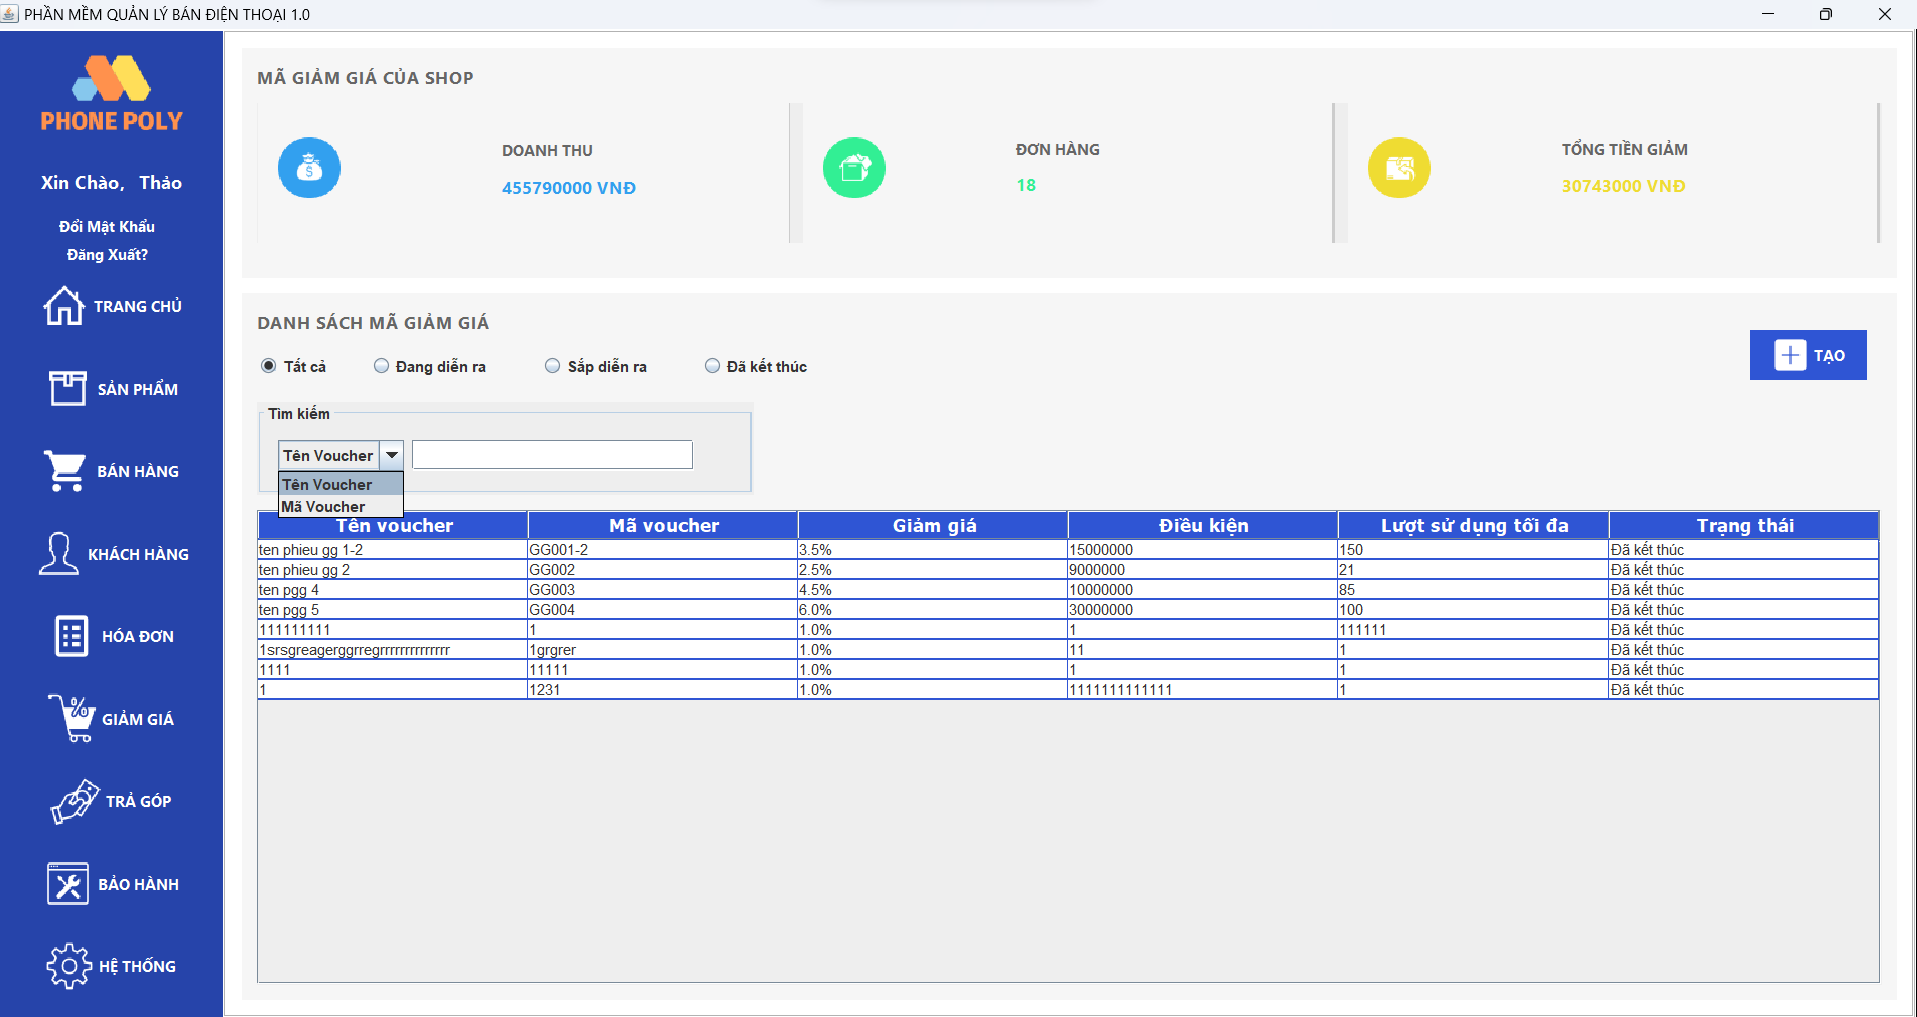 PHẦN MỀM QUẢN LÝ BÁN ĐIỆN THOẠI 1.0
PHONE POLY
Xin Chào, Thảo
Đổi Mật Khẩu
Đăng Xuất?
TRANG CHỦ
SẢN PHẨM
BÁN HÀNG
KHÁCH HÀNG
HÓA ĐƠN
GIẢM GIÁ
TRẢ GÓP
BẢO HÀNH
HỆ THỐNG
MÃ GIẢM GIÁ CỦA SHOP
DOANH THU
455790000 VNĐ
ĐƠN HÀNG
18
TỔNG TIỀN GIẢM
30743000 VNĐ
DANH SÁCH MÃ GIẢM GIÁ
Tất cả Đang diễn ra Sắp diễn ra Đã kết thúc
TẠO
Tìm kiếm
Tên Voucher
Tên Voucher
Mã Voucher
Tên voucher Mã voucher Giảm giá Điều kiện Lượt sử dụng tối đa Trạng thái
ten phieu gg 1-2 GG001-2 3.5% 15000000 150 Đã kết thúc
ten phieu gg 2 GG002 2.5% 9000000 21 Đã kết thúc
ten pgg 4 GG003 4.5% 10000000 85 Đã kết thúc
ten pgg 5 GG004 6.0% 30000000 100 Đã kết thúc
111111111 1 1.0% 1 111111 Đã kết thúc
1srsgreagerggrregrrrrrrrrrrrrrr 1grgrer 1.0% 11 1 Đã kết thúc
1111 11111 1.0% 1 1 Đã kết thúc
1 1231 1.0% 1111111111111 1 Đã kết thúc